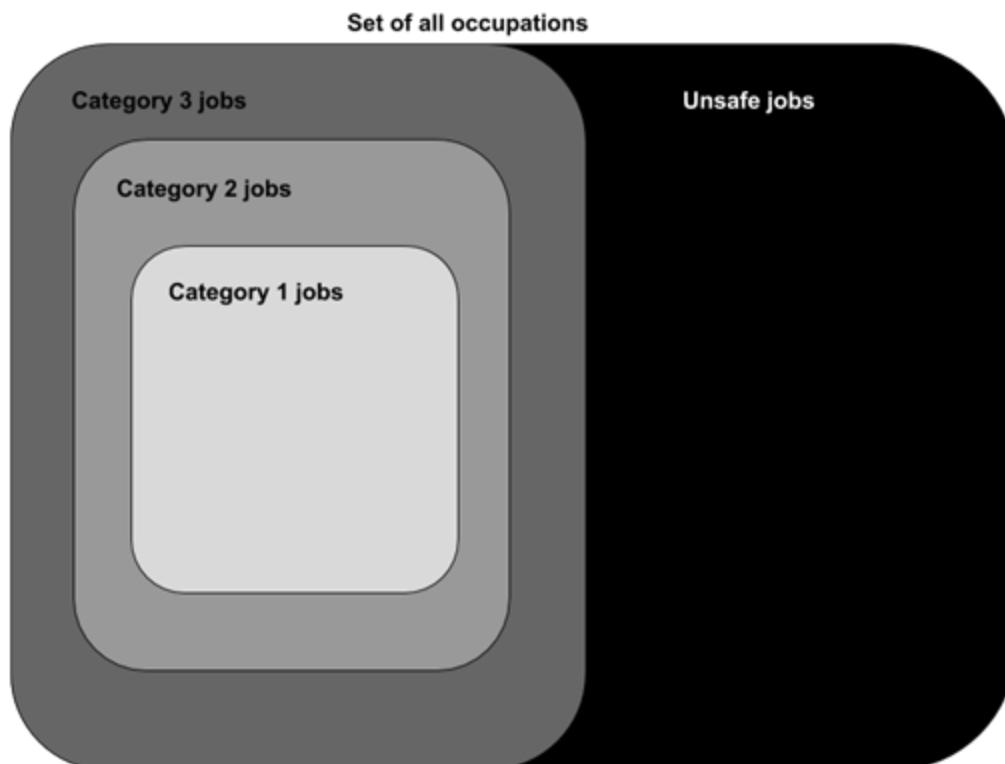 Set of all occupations
Category 3 jobs
Unsafe jobs
Category 2 jobs
Category 1 jobs